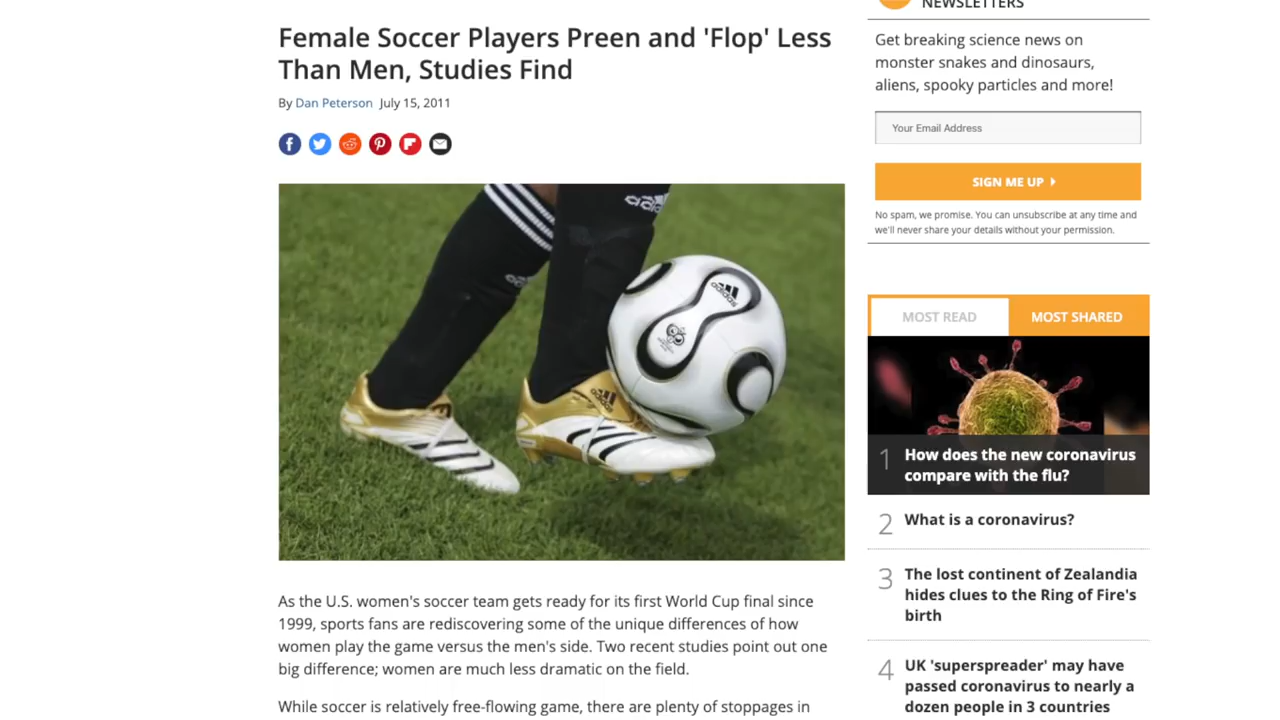 NEWSLETTERS
Female Soccer Players Preen and 'Flop' Less
Than Men, Studies Find
By Dan Peterson July 15, 2011
adidas
adidas
As the U.S. women's soccer team gets ready for its first World Cup final since
1999, sports fans are rediscovering some of the unique differences of how
women play the game versus the men's side. Two recent studies point out one
big difference; women are much less dramatic on the field.
While soccer is relatively free-flowing game, there are plenty of stoppages in
Get breaking science news on
monster snakes and dinosaurs,
aliens, spooky particles and more!
Your Email Address
SIGN ME UP
No spam, we promise. You can unsubscribe at any time and
we'll never share your details without your permission.
MOST READ
MOST SHARED
1 How does the new coronavirus
compare with the flu?
2 What is a coronavirus?
3 The lost continent of Zealandia
hides clues to the Ring of Fire's
birth
4 UK 'superspreader' may have
passed coronavirus to nearly a
dozen people in 3 countries